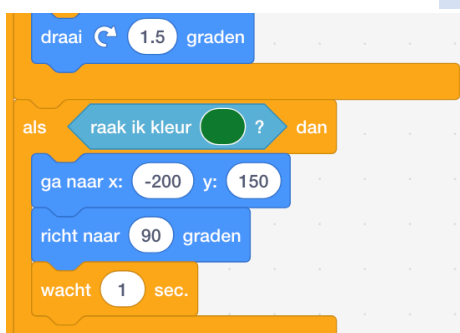 draai 1.5 graden
als raak ik kleur ? dan
ga naar x: -200 y: 150
richt naar 90 graden
wacht 1 sec.